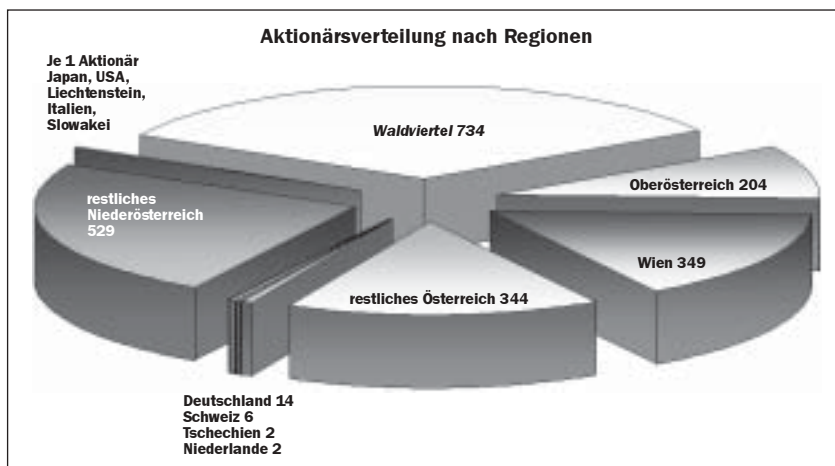 Aktionärsverteilung nach Regionen
Je 1 Aktionär
Japan, USA,
Liechtenstein,
Italien,
Slowakei
Waldviertel 734
Oberösterreich 204
restliches
Niederösterreich
529
Wien 349
restliches Österreich 344
Deutschland 14
Schweiz 6
Tschechien 2
Niederlande 2